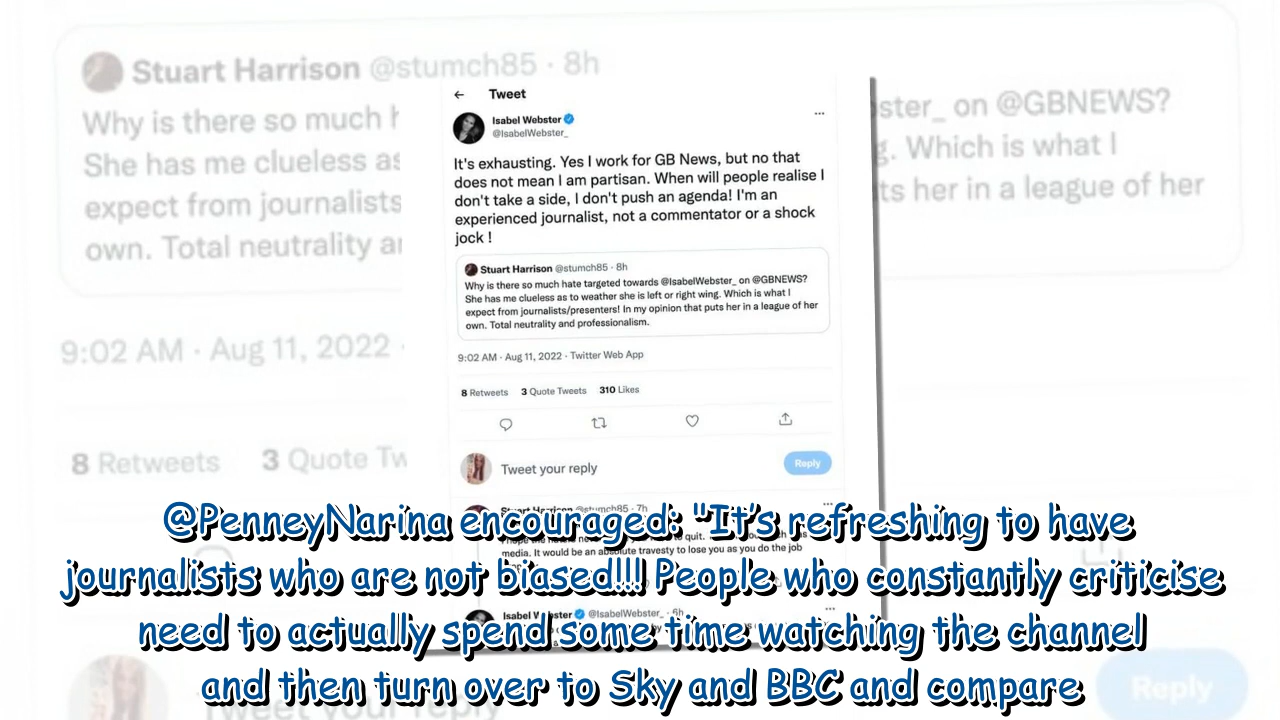 Stuart Harrison @stumch85 · 8h
Why is there so much h
She has me clueless as
expect from journalists
own. Total neutrality
9:02 AM · Aug 11, 2022 ·
8 Retweets 3 Quote Tw
on @GBNEWS?
Which is what I
her in a league of her
Reply
Tweet
Isabel Webster
@IsabelWebster_
It's exhausting. Yes I work for GB News, but no that
does not mean I am partisan. When will people realise I
don't take a side, I don't push an agenda! I'm an
experienced journalist, not a commentator or a shock
jock !
Stuart Harrison @stumch85 · 8h
Why is there so much hate targeted towards @IsabelWebster_ on @GBNEWS?
She has me clueless as to weather she is left or right wing. Which is what I
expect from journalists/presenters! In my opinion that puts her in a league of her
own. Total neutrality and professionalism.
9:02 AM · Aug 11, 2022 · Twitter Web App
8 Retweets 3 Quote Tweets 310 Likes
Tweet your reply
Reply
Stuart Harrison @stumch85 · 7h
quit.
media. It would be an absolute travesty to lose you as you do the job
Isabel Webster @IsabelWebster_ · 6h
@PenneyNarina encouraged: "It's refreshing to have
journalists who are not biased!!! People who constantly criticise
need to actually spend some time watching the channel
and then turn over to Sky and BBC and compare